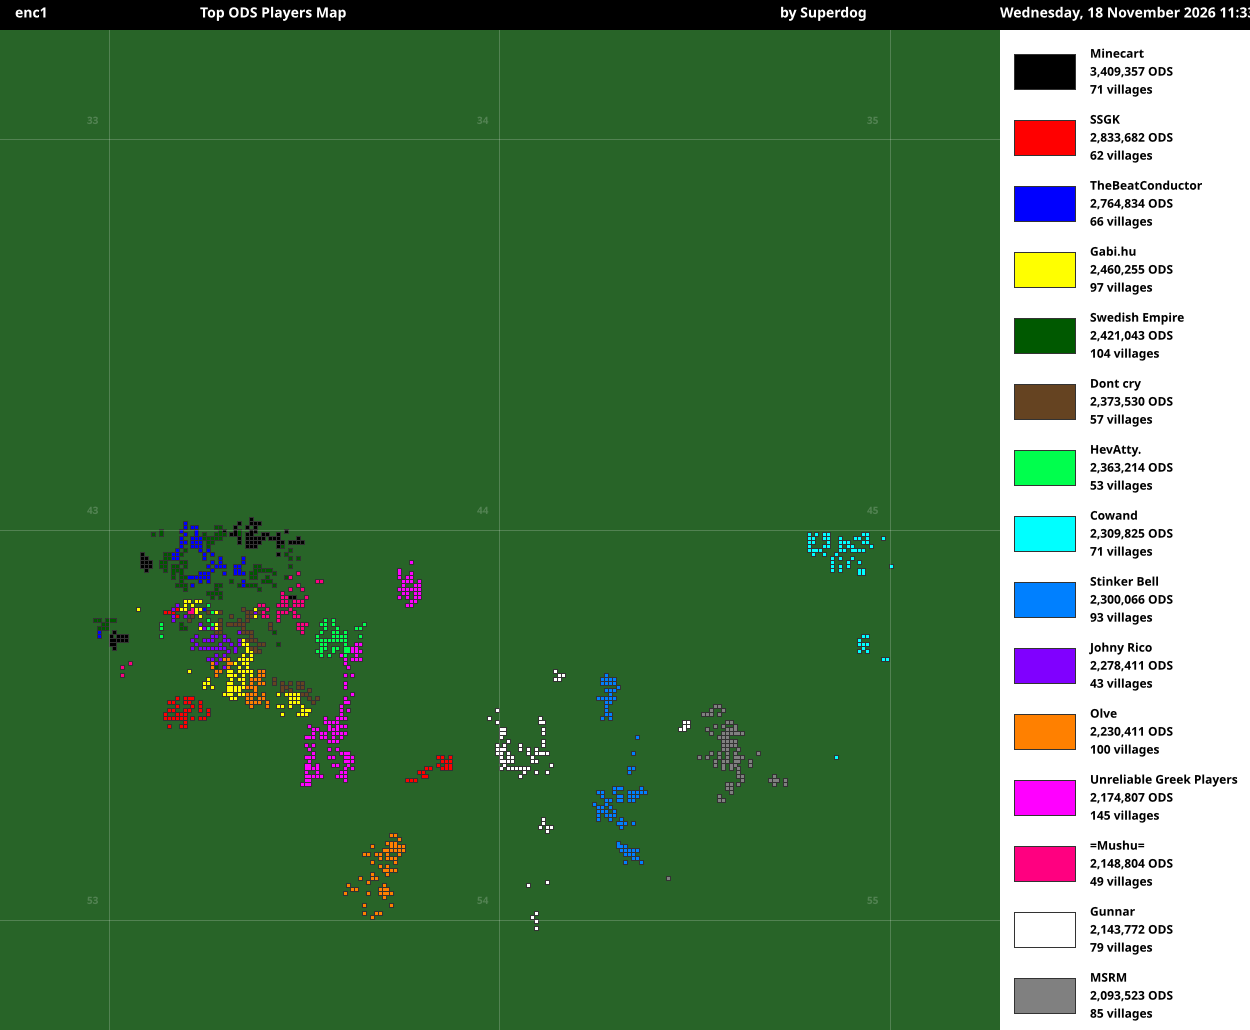 enc1 Top ODS Players Map by Superdog Wednesday, 18 November 2026
33 34 35
43 44 45
53 54 55
Minecart
3,409,357 ODS
71 villages
SSGK
2,833,682 ODS
62 villages
TheBeatConductor
2,764,834 ODS
66 villages
Gabi.hu
2,460,255 ODS
97 villages
Swedish Empire
2,421,043 ODS
104 villages
Dont cry
2,373,530 ODS
57 villages
HevAtty.
2,363,214 ODS
53 villages
Cowand
2,309,825 ODS
71 villages
Stinker Bell
2,300,066 ODS
93 villages
Johny Rico
2,278,411 ODS
43 villages
Olve
2,230,411 ODS
100 villages
Unreliable Greek Players
2,174,807 ODS
145 villages
=Mushu=
2,148,804 ODS
49 villages
Gunnar
2,143,772 ODS
79 villages
MSRM
2,093,523 ODS
85 villages